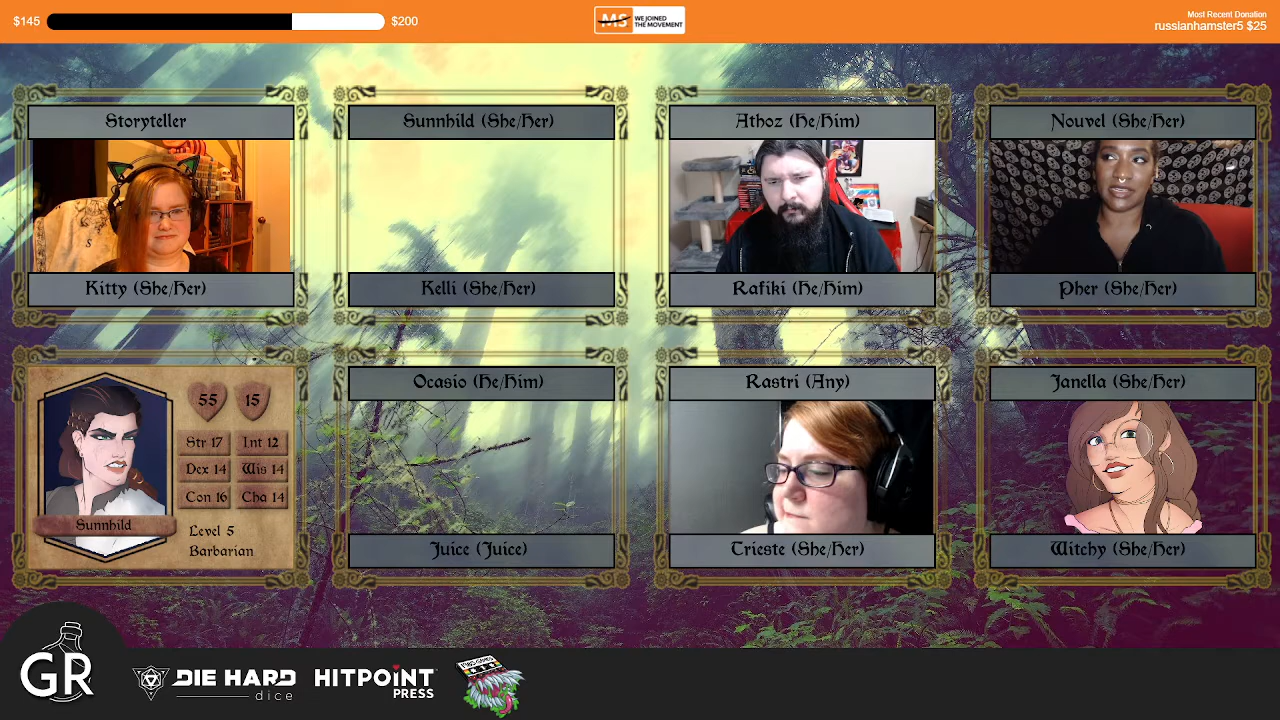 $145
$200
MS WE JOINED
THE MOVEMENT
Most Recent Donation
russianhamster5 $25
Storyteller
Sunnhild (She/Her)
Athoz (He/Him)
Nouvel (She/Her)
Kitty (She/Her)
Kelli (She/Her)
Rafiki (He/Him)
Pher (She/Her)
55
15
Str 17
Int 12
Dex 14
Wis 14
Con 16
Cha 14
Sunnhild
Level 5
Barbarian
Ocasio (He/Him)
Rastri (Any)
Janella (She/Her)
Juice (Juice)
Trieste (She/Her)
Witchy (She/Her)
GR
DIE HARD
dice
HITPOINT
PRESS